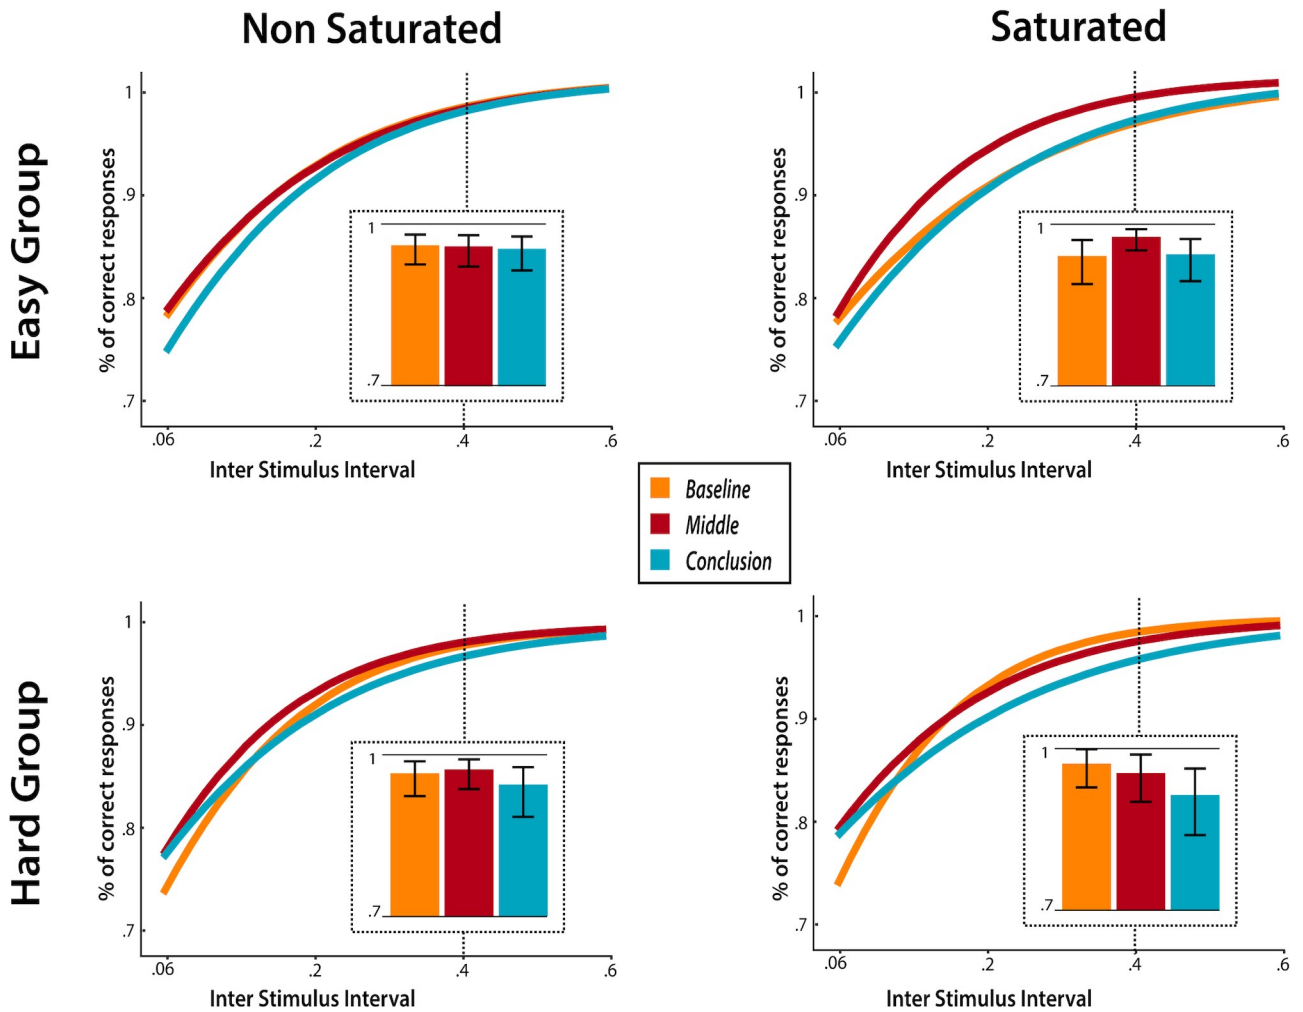 Non Saturated
Saturated
Easy Group
% of correct responses
1
.9
.8
.7
1
.7
.06
.2
.4
.6
Inter Stimulus Interval
% of correct responses
1
.9
.8
.7
1
.7
.06
.2
.4
.6
Inter Stimulus Interval
Baseline
Middle
Conclusion
Hard Group
% of correct responses
1
.9
.8
.7
1
.7
.06
.2
.4
.6
Inter Stimulus Interval
% of correct responses
1
.9
.8
.7
1
.7
.06
.2
.4
.6
Inter Stimulus Interval